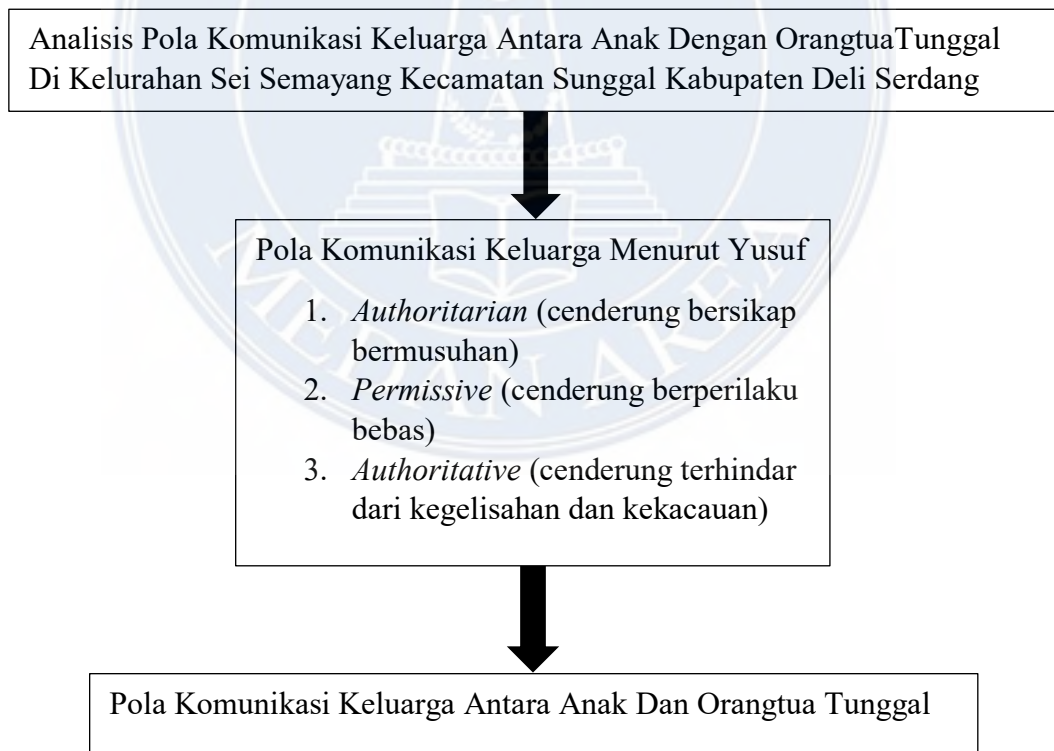 Analisis Pola Komunikasi Keluarga Antara Anak Dengan OrangtuaTunggal
Di Kelurahan Sei Semayang Kecamatan Sunggal Kabupaten Deli Serdang
Pola Komunikasi Keluarga Menurut Yusuf
1. Authoritarian (cenderung bersikap
bermusuhan)
2. Permissive (cenderung berperilaku
bebas)
3. Authoritative (cenderung terhindar
dari kegelisahan dan kekacauan)
MEDAN AREA
Pola Komunikasi Keluarga Antara Anak Dan Orangtua Tunggal